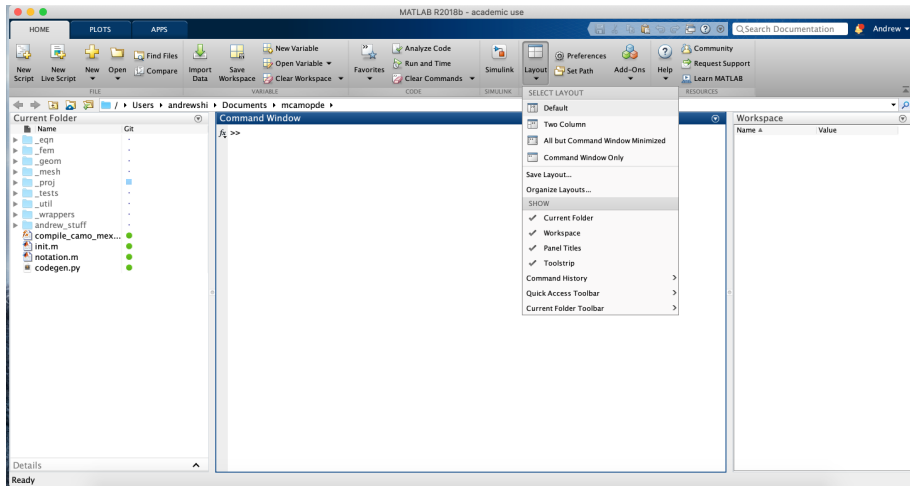 MATLAB R2018b - academic use
HOME PLOTS APPS
Search Documentation Andrew
New Script
New Live Script
New
Open
Find Files
Compare
Import Data
Save Workspace
New Variable
Open Variable
Clear Workspace
Favorites
Analyze Code
Run and Time
Clear Commands
Simulink
Layout
Preferences
Set Path
Add-Ons
Help
Community
Request Support
Learn MATLAB
FILE VARIABLE CODE SIMULINK RESOURCES
/ Users andrewshi Documents mcamopde
Current Folder
Name Git
_eqn
_fem
_geom
_mesh
_proj
_tests
_util
_wrappers
andrew_stuff
compile_camo_mex...
init.m
notation.m
codegen.py
Details
Ready
Command Window
fx >>
SELECT LAYOUT
Default
Two Column
All but Command Window Minimized
Command Window Only
Save Layout...
Organize Layouts...
SHOW
Current Folder
Workspace
Panel Titles
Toolstrip
Command History
Quick Access Toolbar
Current Folder Toolbar
Workspace
Name Value